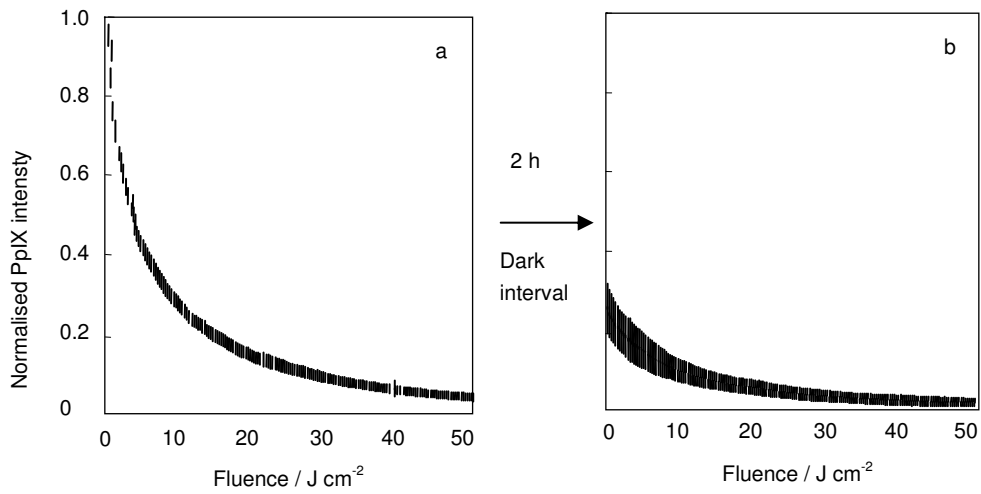 Normalised PpIX intensty
1.0
0.8
0.6
0.4
0.2
0
a
0 10 20 30 40 50
Fluence / J cm-2
2 h
Dark
interval
b
0 10 20 30 40 50
Fluence / J cm-2